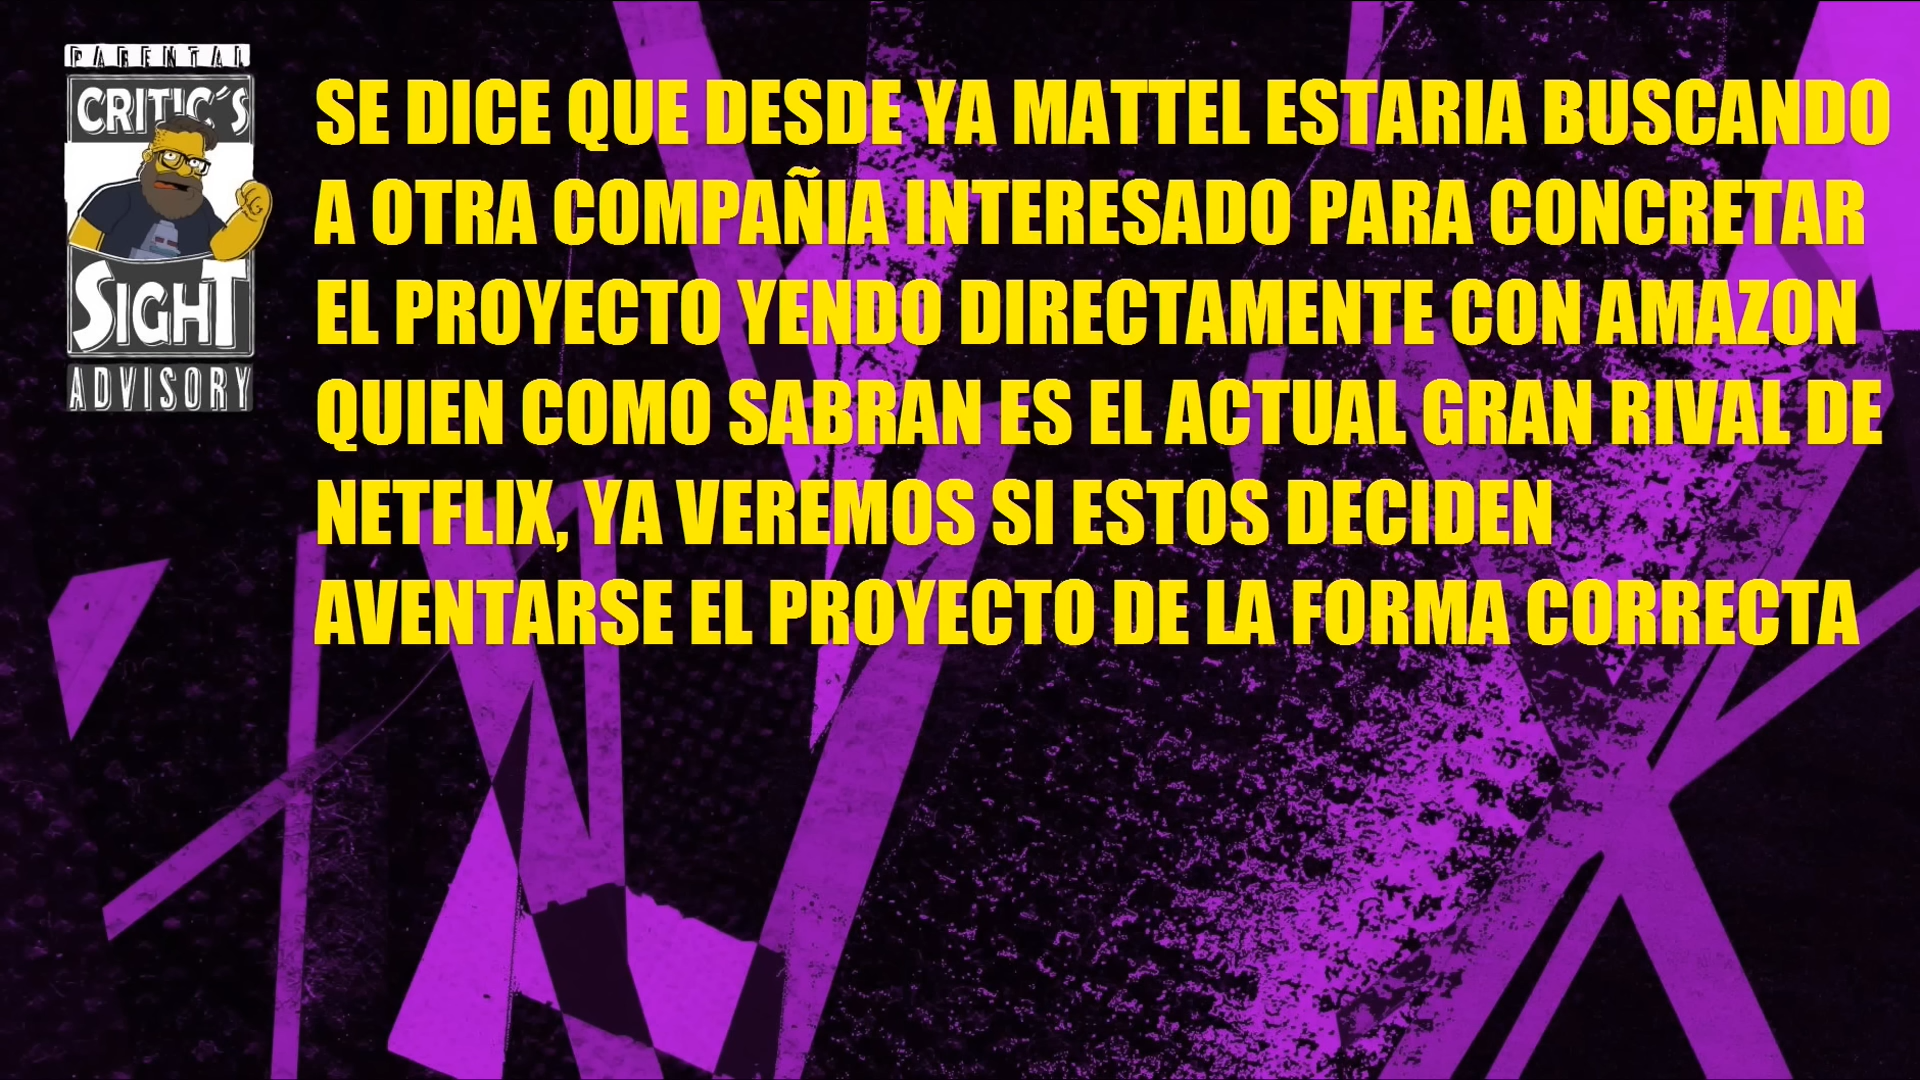 PARENTAL
CRITIC´S
SIGHT
ADVISORY
SE DICE QUE DESDE YA MATTEL ESTARIA BUSCANDO
A OTRA COMPAÑIA INTERESADO PARA CONCRETAR
EL PROYECTO YENDO DIRECTAMENTE CON AMAZON
QUIEN COMO SABRAN ES EL ACTUAL GRAN RIVAL DE
NETFLIX, YA VEREMOS SI ESTOS DECIDEN
AVENTARSE EL PROYECTO DE LA FORMA CORRECTA